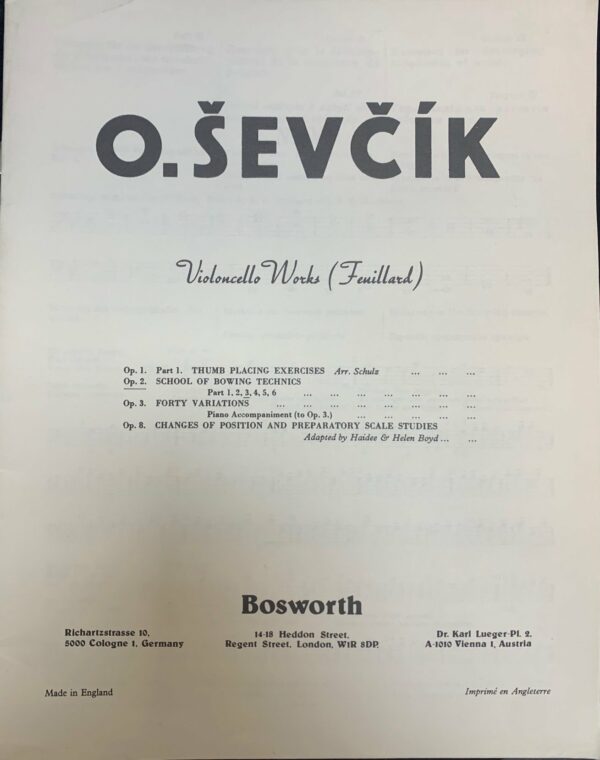 O. ŠEVČÍK
Violoncello Works (Feuillard)
Op. 1. Part 1. THUMB PLACING EXERCISES Arr. Schulz ... ... ...
Op. 2. SCHOOL OF BOWING TECHNICS
Part 1, 2, 3, 4, 5, 6 ... ... ... ... ... ... ...
Op. 3. FORTY VARIATIONS ... ... ... ... ... ... ... ...
Piano Accompaniment (to Op. 3.) ... ... ... ... ...
Op. 8. CHANGES OF POSITION AND PREPARATORY SCALE STUDIES
Adapted by Haidee & Helen Boyd ... ...
Bosworth
Richartzstrasse 10,
5000 Cologne 1, Germany
14-18 Heddon Street,
Regent Street, London, W1R 8DP.
Dr. Karl Lueger-Pl. 2.
A-1010 Vienna 1, Austria
Made in England
Imprimé en Angleterre